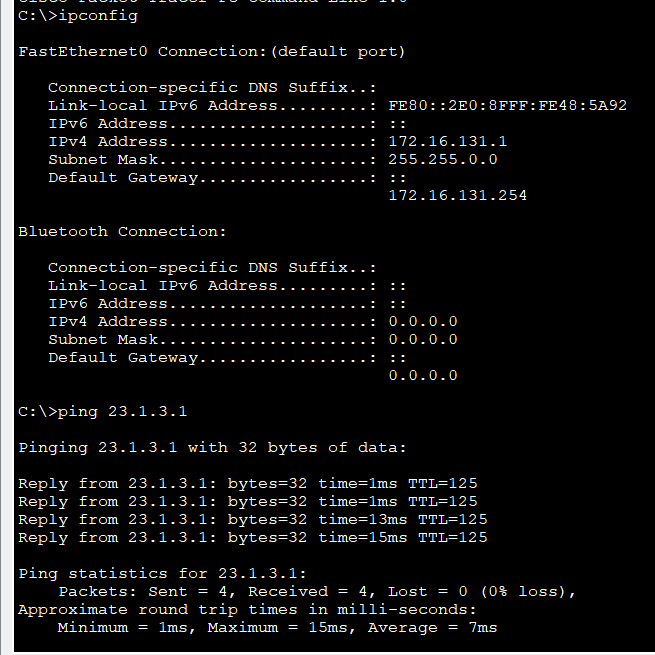 C:\>ipconfig
FastEthernet0 Connection:(default port)
Connection-specific DNS Suffix..:
Link-local IPv6 Address.........: FE80::2E0:8FFF:FE48:5A92
IPv6 Address....................: ::
IPv4 Address....................: 172.16.131.1
Subnet Mask.....................: 255.255.0.0
Default Gateway.................: ::
172.16.131.254
Bluetooth Connection:
Connection-specific DNS Suffix..:
Link-local IPv6 Address.........: ::
IPv6 Address....................: ::
IPv4 Address....................: 0.0.0.0
Subnet Mask.....................: 0.0.0.0
Default Gateway.................: ::
0.0.0.0
C:\>ping 23.1.3.1
Pinging 23.1.3.1 with 32 bytes of data:
Reply from 23.1.3.1: bytes=32 time=1ms TTL=125
Reply from 23.1.3.1: bytes=32 time=1ms TTL=125
Reply from 23.1.3.1: bytes=32 time=13ms TTL=125
Reply from 23.1.3.1: bytes=32 time=15ms TTL=125
Ping statistics for 23.1.3.1:
Packets: Sent = 4, Received = 4, Lost = 0 (0% loss),
Approximate round trip times in milli-seconds:
Minimum = 1ms, Maximum = 15ms, Average = 7ms